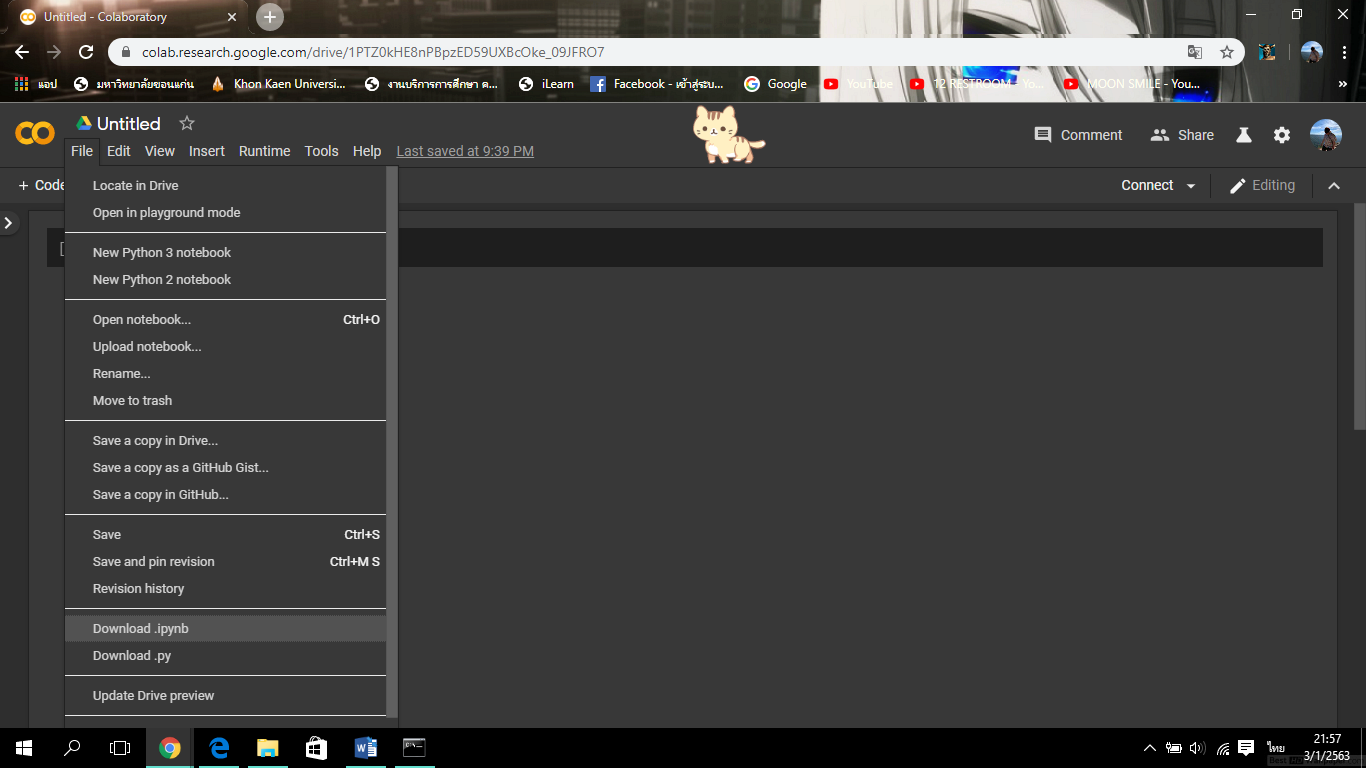 Untitled - Colaboratory
colab.research.google.com/drive/1PTZ0kHE8nPBpzED59UXBcOke_09JFRO7
แอป มหาวิทยาลัยขอนแก่น Khon Kaen Universi... งานบริการการศึกษา ค... iLearn Facebook - เข้าสู่ระบ... Google YouTube 12 RESTROOM - Yo... MOON SMILE - You... »
Untitled
Comment Share
File Edit View Insert Runtime Tools Help Last saved at 9:39 PM
+ Code
Connect Editing
Locate in Drive
Open in playground mode
New Python 3 notebook
New Python 2 notebook
Open notebook... Ctrl+O
Upload notebook...
Rename...
Move to trash
Save a copy in Drive...
Save a copy as a GitHub Gist...
Save a copy in GitHub...
Save Ctrl+S
Save and pin revision Ctrl+M S
Revision history
Download .ipynb
Download .py
Update Drive preview
ไทย
21:57
3/1/2563